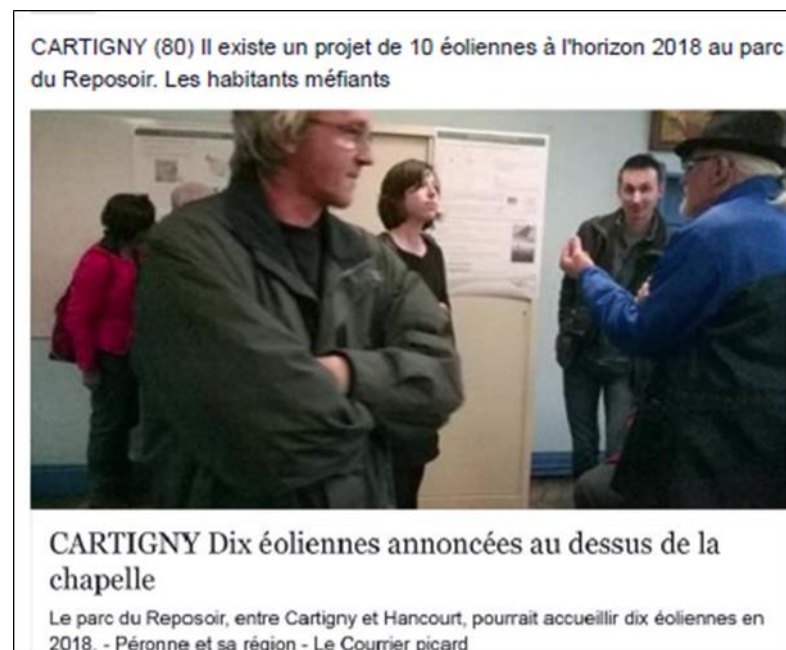 CARTIGNY (80) Il existe un projet de 10 éoliennes à l'horizon 2018 au parc
du Reposoir. Les habitants méfiants
CARTIGNY Dix éoliennes annoncées au dessus de la
chapelle
Le parc du Reposoir, entre Cartigny et Hancourt, pourrait accueillir dix éoliennes en
2018. - Péronne et sa région - Le Courrier picard